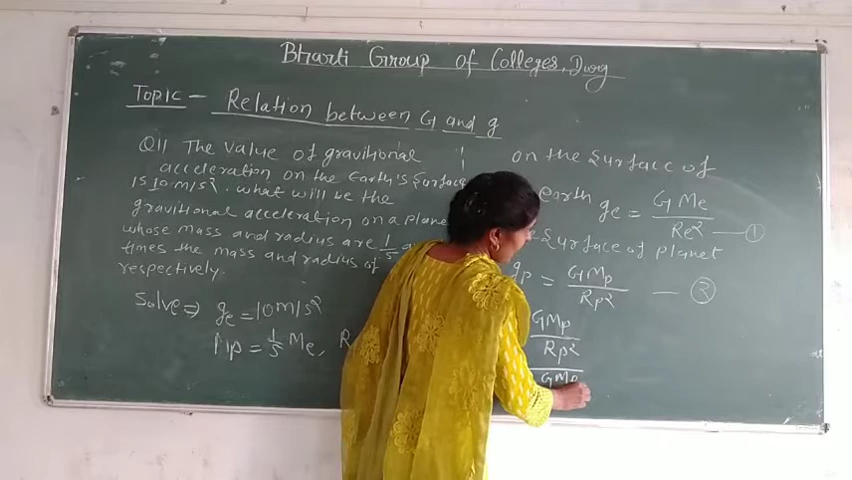 Bharti Group of Colleges, Durg
Topic - Relation between G and g
Q1) The value of gravitional
acceleration on the Earth's Surface
is 10 m/s². what will be the
gravitional acceleration on a plane
whose mass and radius are 1/5 a
times the mass and radius of
respectively.
Solve ⇒ ge = 10 m/s²
Mp = 1/5 Me, R
on the Surface of
earth ge = G Me / Re² — ①
Surface of planet
gp = G Mp / Rp² — ②
GMp
Rp²
GMe